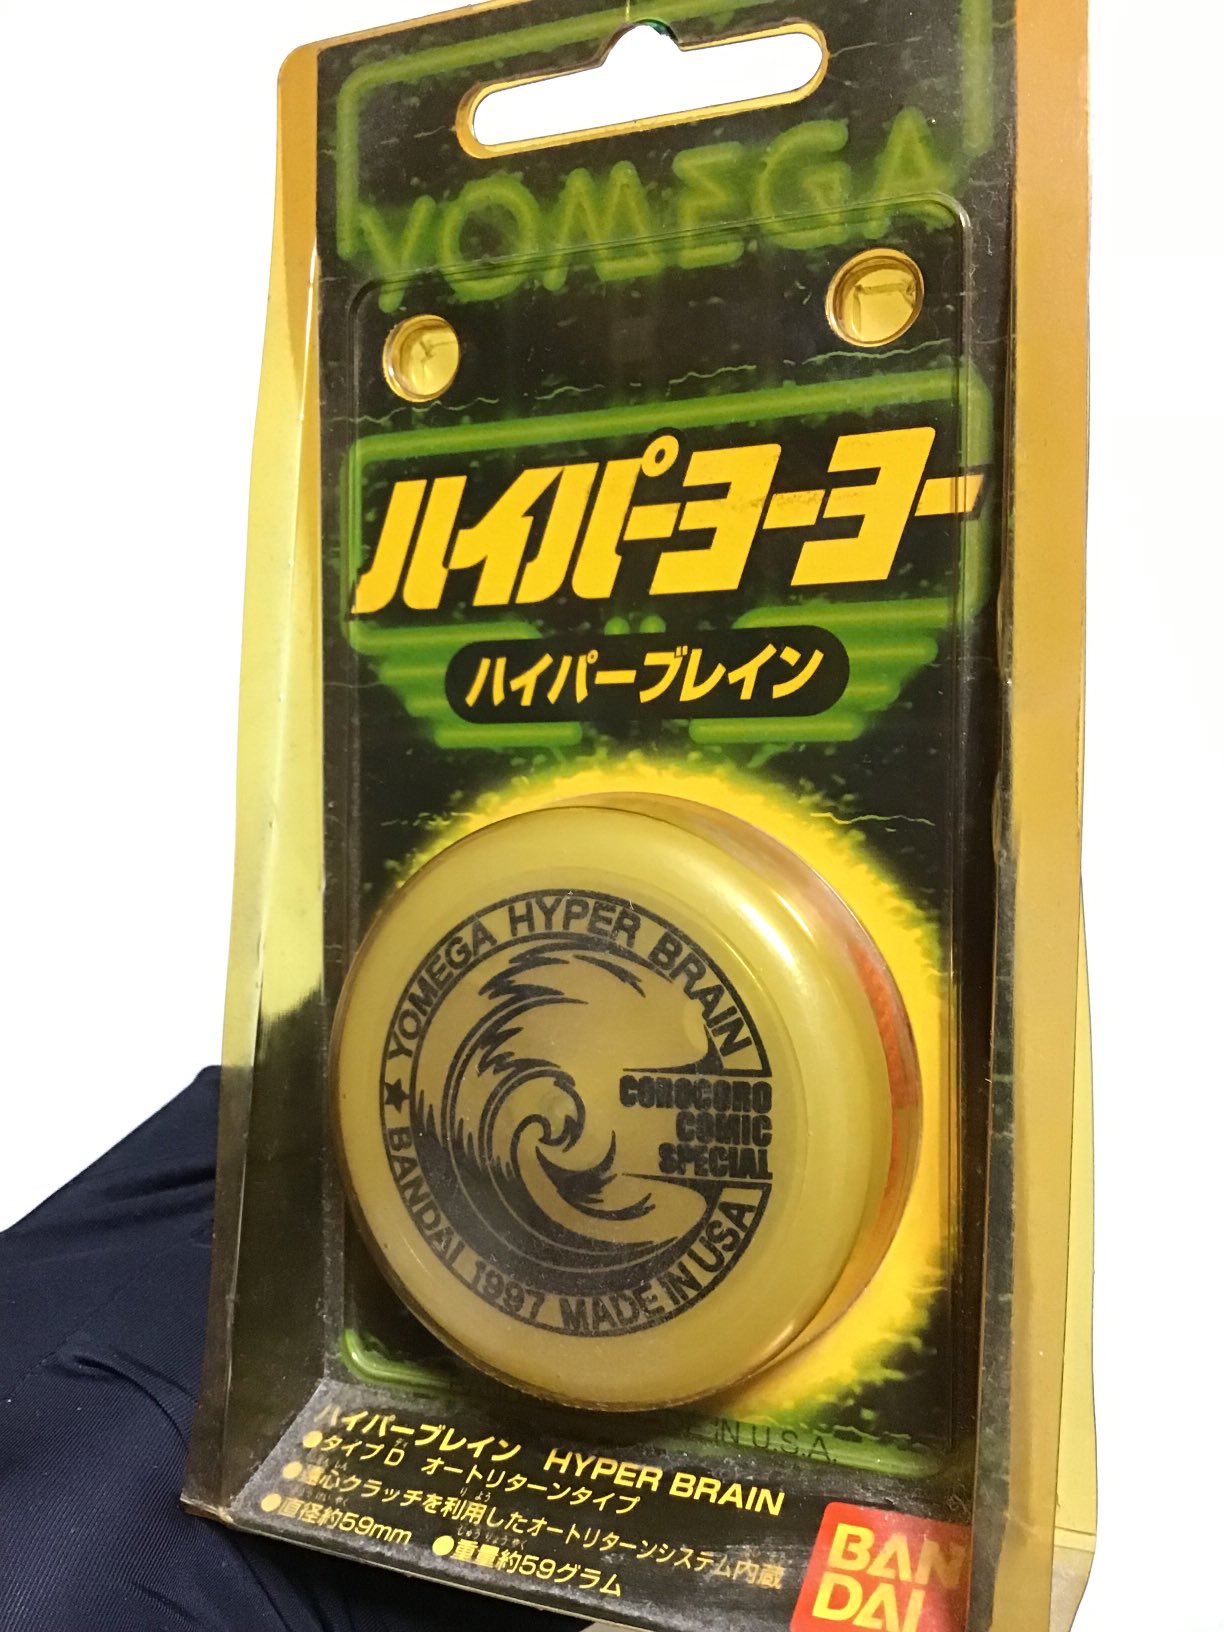 YOMEGA
ハイパーヨーヨー
ハイパーブレイン
YOMEGA HYPER BRAIN
COROCORO
COMIC
SPECIAL
★ BANDAI 1997 MADE IN USA
IN U.S.A.
ハイパーブレイン HYPER BRAIN
●タイプD オートリターンタイプ
●遠心クラッチを利用したオートリターンシステム内蔵
●直径約59mm ●重量約59グラム
BAN
DAI